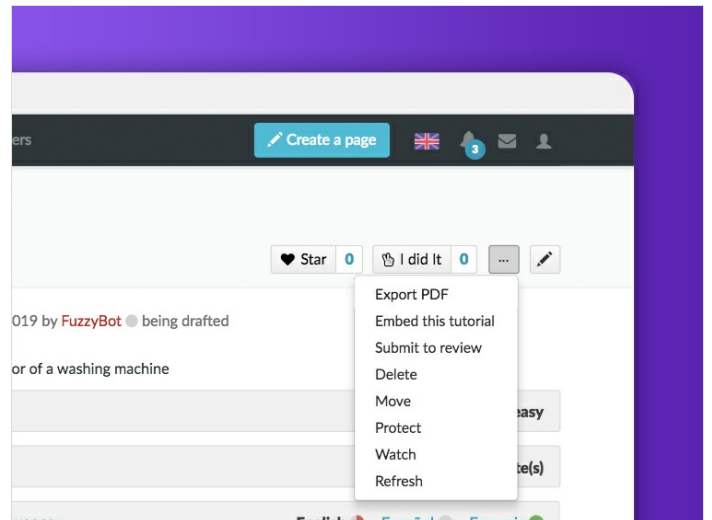 ers
Create a page
3
Star 0
I did It 0
...
Export PDF
019 by FuzzyBot being drafted
Embed this tutorial
Submit to review
or of a washing machine
Delete
Move
easy
Protect
Watch
te(s)
Refresh